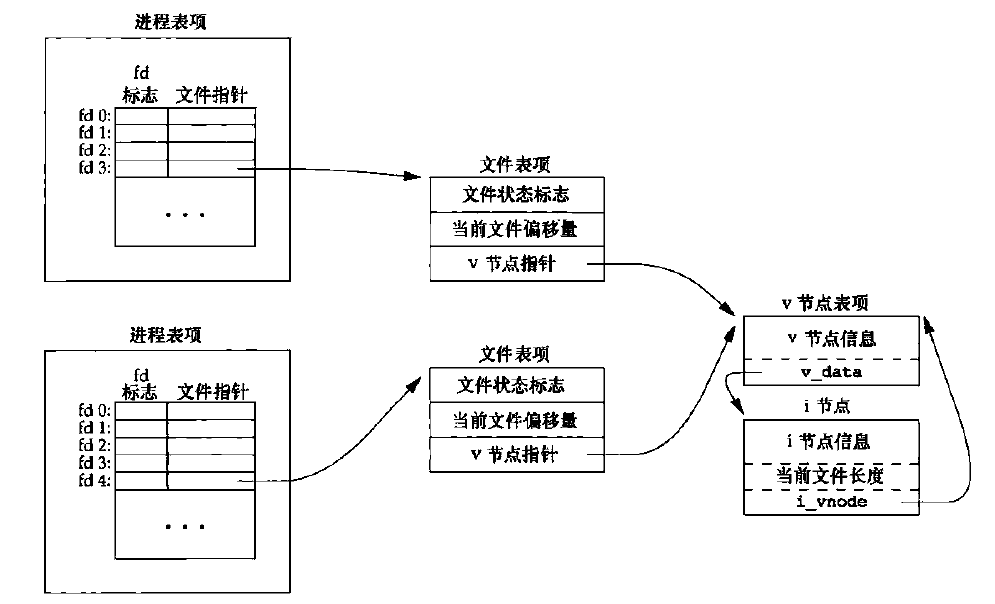 进程表项
fd
标志 文件指针
fd 0:
fd 1:
fd 2:
fd 3:
. . .
文件表项
文件状态标志
当前文件偏移量
v 节点指针
v 节点表项
v 节点信息
v_data
i 节点
i 节点信息
当前文件长度
i_vnode
进程表项
fd
标志 文件指针
fd 0:
fd 1:
fd 2:
fd 3:
fd 4:
. . .
文件表项
文件状态标志
当前文件偏移量
v 节点指针